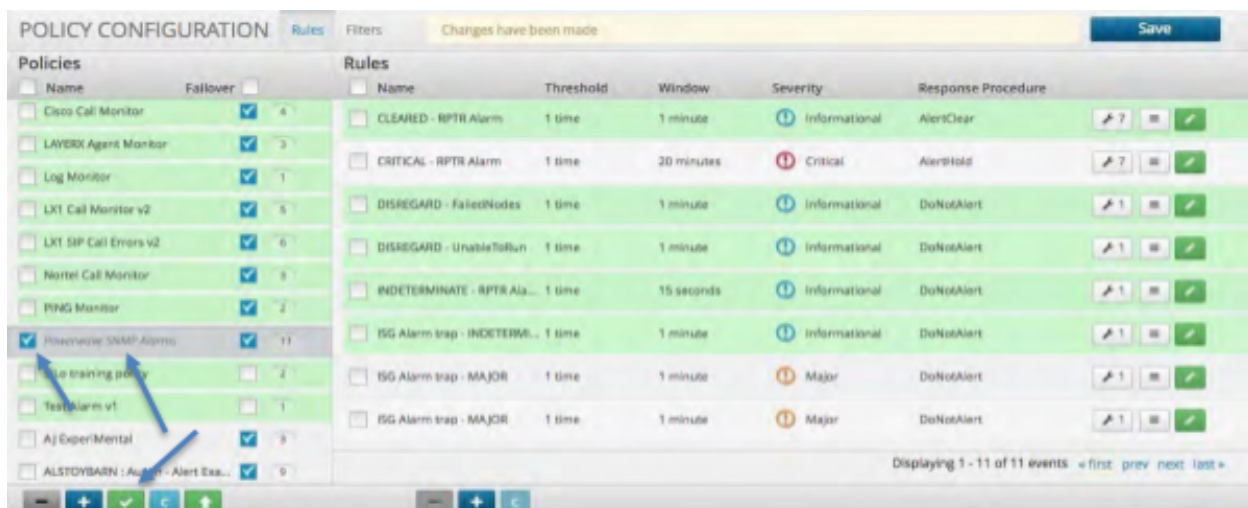 POLICY CONFIGURATION Rules Filters Changes have been made Save
Policies
Name Failover
Cisco Call Monitor 4
LAYERX Agent Monitor 3
Log Monitor 1
LX1 Call Monitor v2 5
LX1 SIP Call Errors v2 6
Nortel Call Monitor 3
PING Monitor 2
SNMP Alarms 11
training policy 2
Test Alarm v1 1
AJ ExperiMental 3
ALSTOYBARN : - Alert Exa... 9
Rules
Name Threshold Window Severity Response Procedure
CLEARED - RPTR Alarm 1 time 1 minute Informational AlertClear 7
CRITICAL - RPTR Alarm 1 time 20 minutes Critical AlertHold 7
DISREGARD - FailedNodes 1 time 1 minute Informational DoNotAlert 1
DISREGARD - UnableToRun 1 time 1 minute Informational DoNotAlert 1
INDETERMINATE - RPTR Ala... 1 time 15 seconds Informational DoNotAlert 1
ISG Alarm trap - INDETERMI... 1 time 1 minute Informational DoNotAlert 1
ISG Alarm trap - MAJOR 1 time 1 minute Major DoNotAlert 1
ISG Alarm trap - MAJOR 1 time 1 minute Major DoNotAlert 1
Displaying 1 - 11 of 11 events « first prev next last »